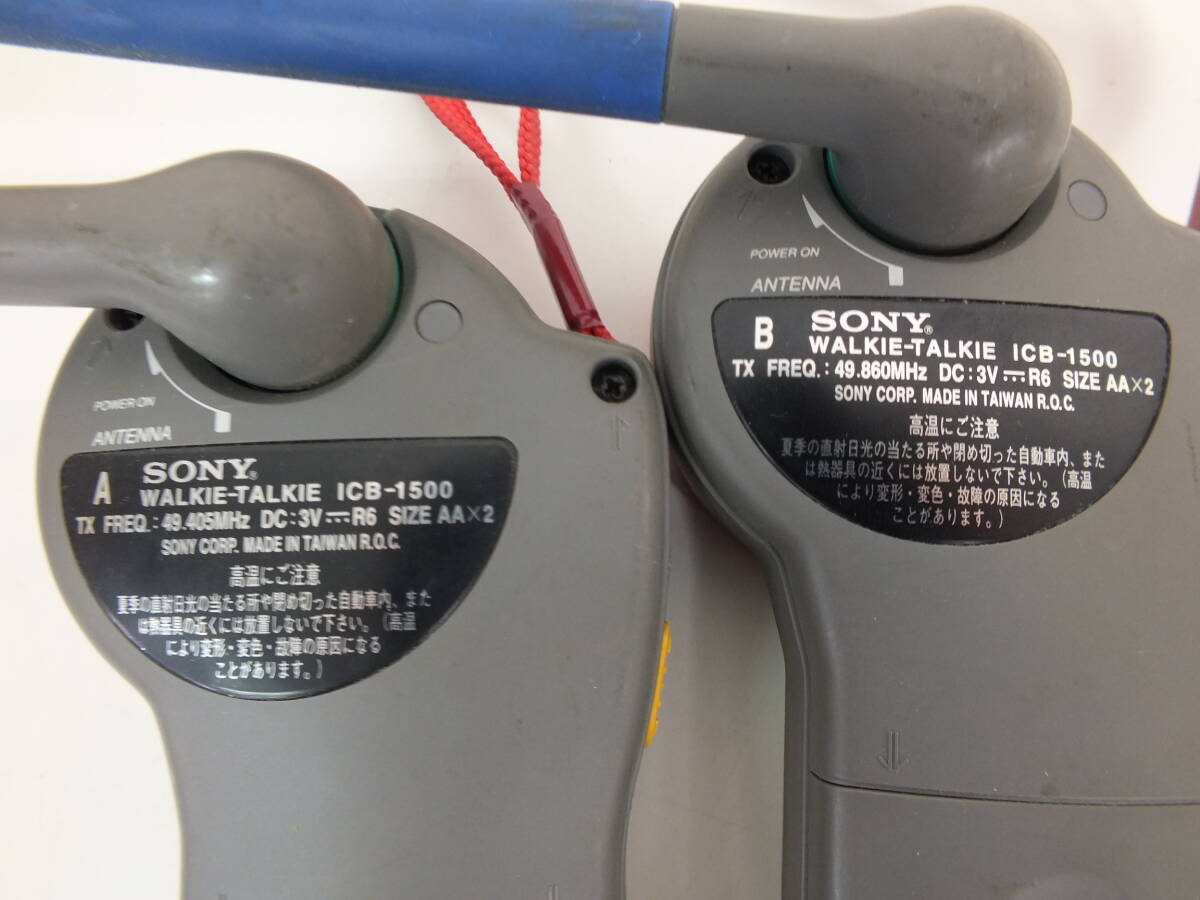 POWER ON
ANTENNA
A SONY®
WALKIE-TALKIE ICB-1500
TX FREQ.: 49.405MHz DC: 3V⎓R6 SIZE AA×2
SONY CORP. MADE IN TAIWAN R.O.C.
高温にご注意
夏季の直射日光の当たる所や閉め切った自動車内、また
は熱器具の近くには放置しないで下さい。(高温
により変形・変色・故障の原因になる
ことがあります。)
POWER ON
ANTENNA
B SONY®
WALKIE-TALKIE ICB-1500
TX FREQ.: 49.860MHz DC: 3V⎓R6 SIZE AA×2
SONY CORP. MADE IN TAIWAN R.O.C.
高温にご注意
夏季の直射日光の当たる所や閉め切った自動車内、また
は熱器具の近くには放置しないで下さい。(高温
により変形・変色・故障の原因になる
ことがあります。)